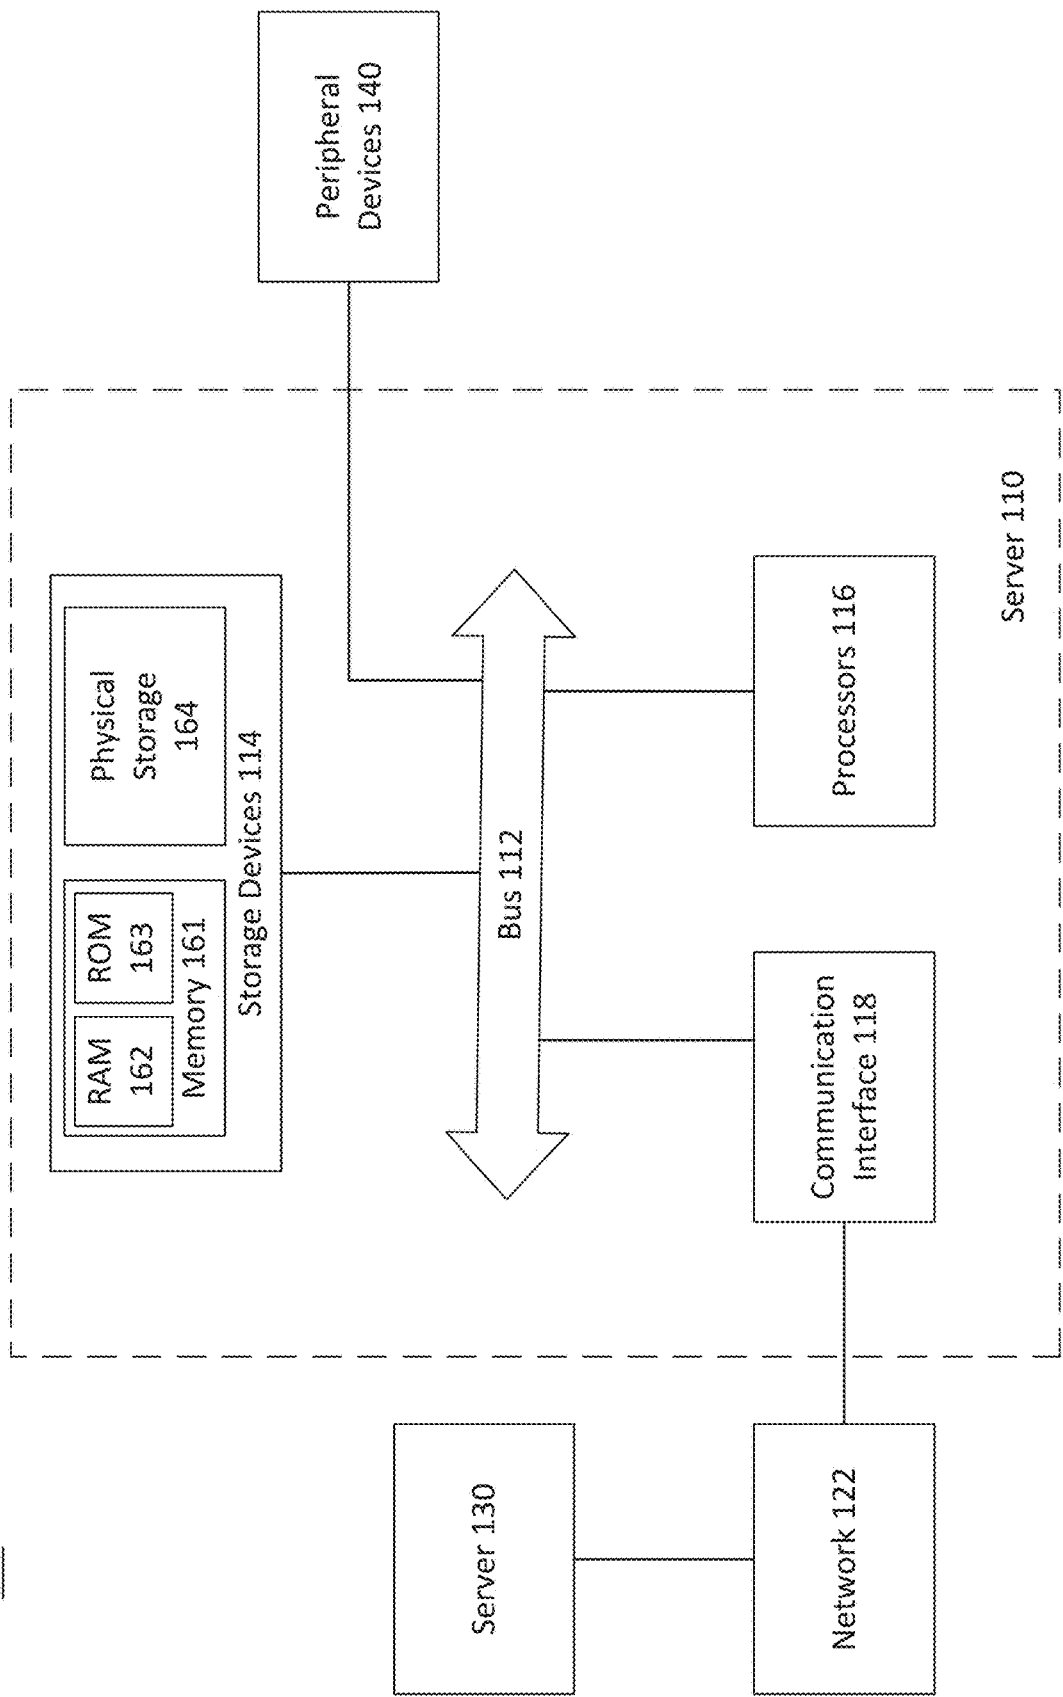 RAM
162
ROM
163
Memory 161
Physical
Storage
164
Storage Devices 114
Peripheral
Devices 140
Server 130
Bus 112
Network 122
Communication
Interface 118
Processors 116
Server 110